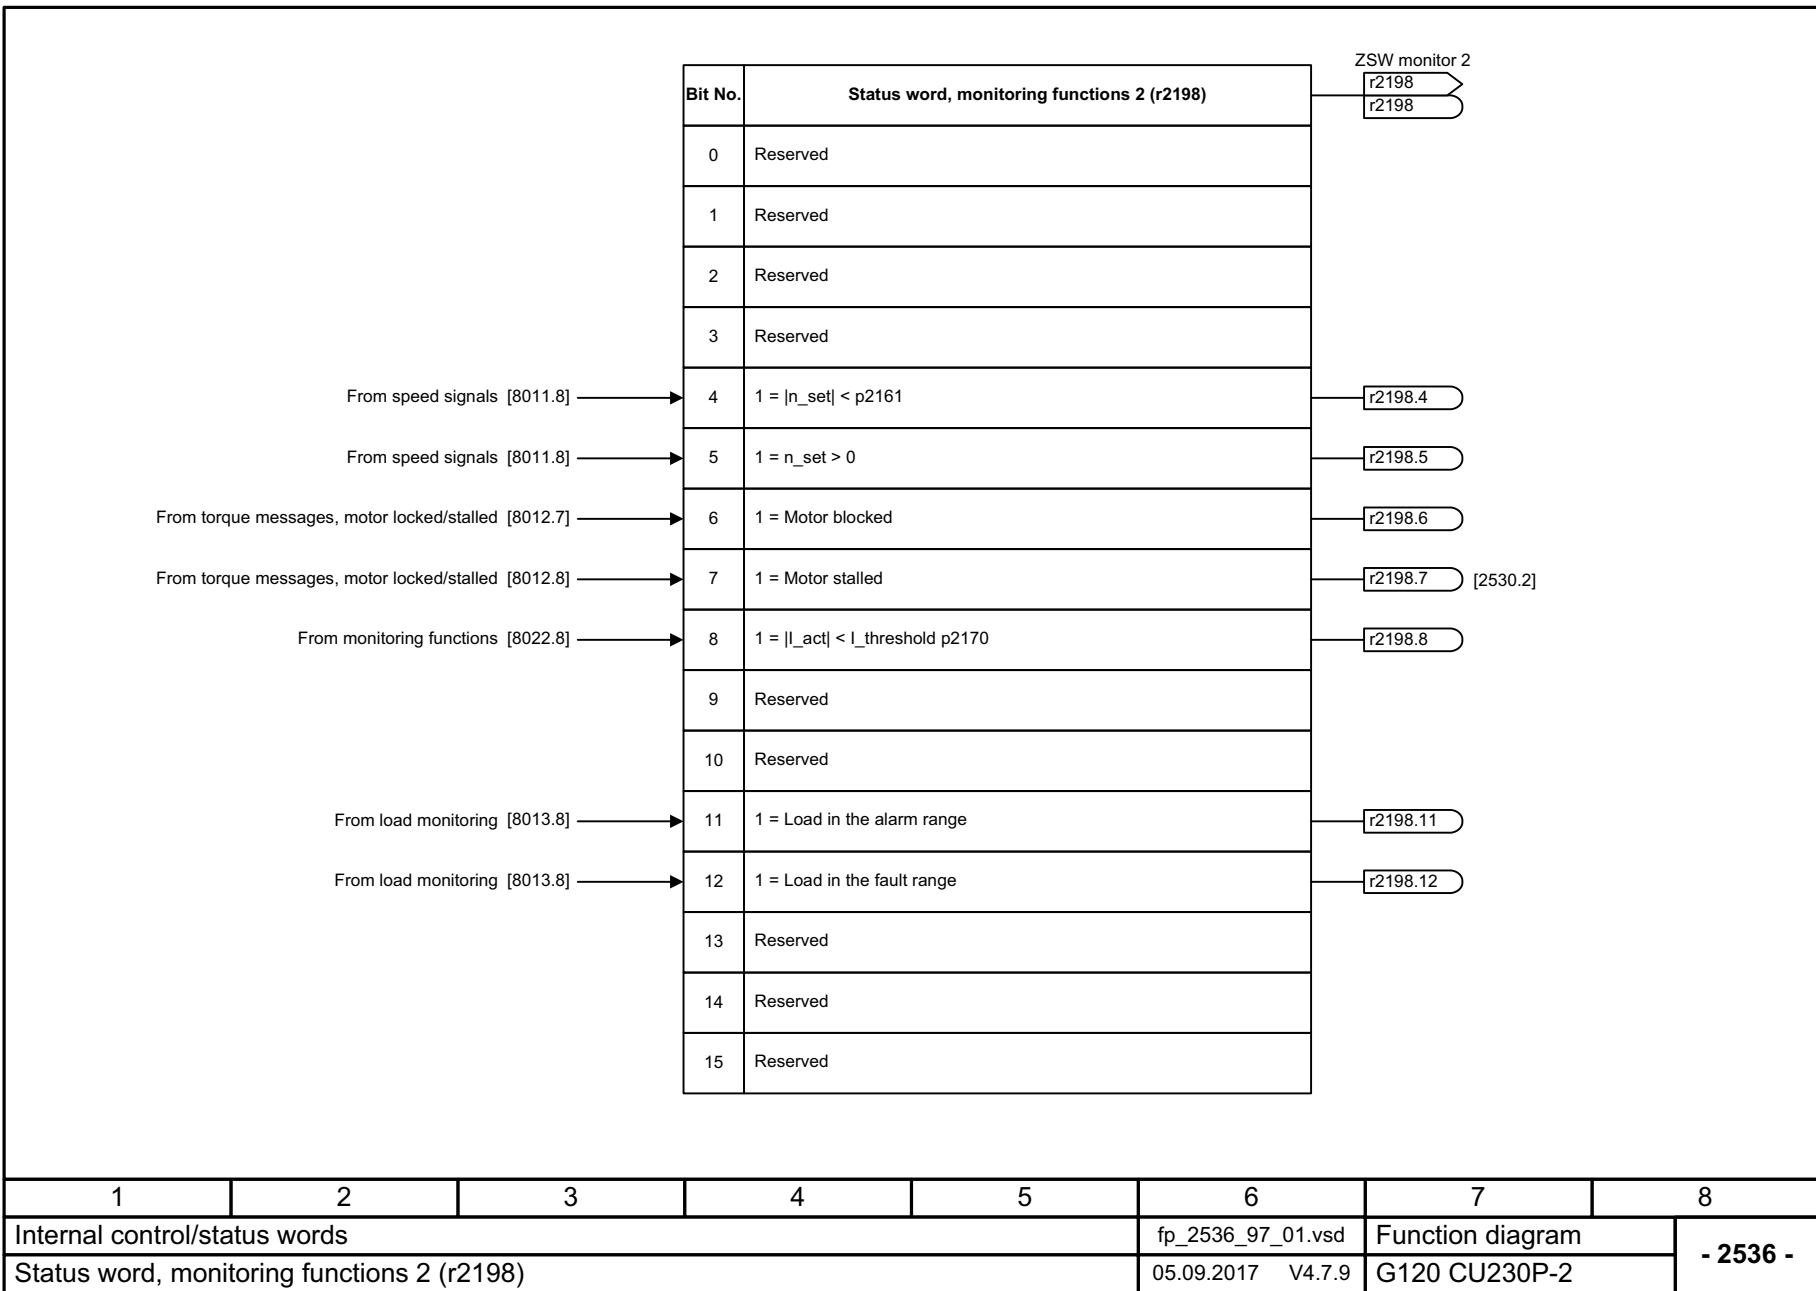 ZSW monitor 2
Bit No. Status word, monitoring functions 2 (r2198) r2198
r2198
0 Reserved
1 Reserved
2 Reserved
3 Reserved
From speed signals [8011.8] 4 1 = |n_set| < p2161 r2198.4
From speed signals [8011.8] 5 1 = n_set > 0 r2198.5
From torque messages, motor locked/stalled [8012.7] 6 1 = Motor blocked r2198.6
From torque messages, motor locked/stalled [8012.8] 7 1 = Motor stalled r2198.7 [2530.2]
From monitoring functions [8022.8] 8 1 = |I_act| < I_threshold p2170 r2198.8
9 Reserved
10 Reserved
From load monitoring [8013.8] 11 1 = Load in the alarm range r2198.11
From load monitoring [8013.8] 12 1 = Load in the fault range r2198.12
13 Reserved
14 Reserved
15 Reserved
1 2 3 4 5 6 7 8
Internal control/status words fp_2536_97_01.vsd Function diagram - 2536 -
Status word, monitoring functions 2 (r2198) 05.09.2017 V4.7.9 G120 CU230P-2